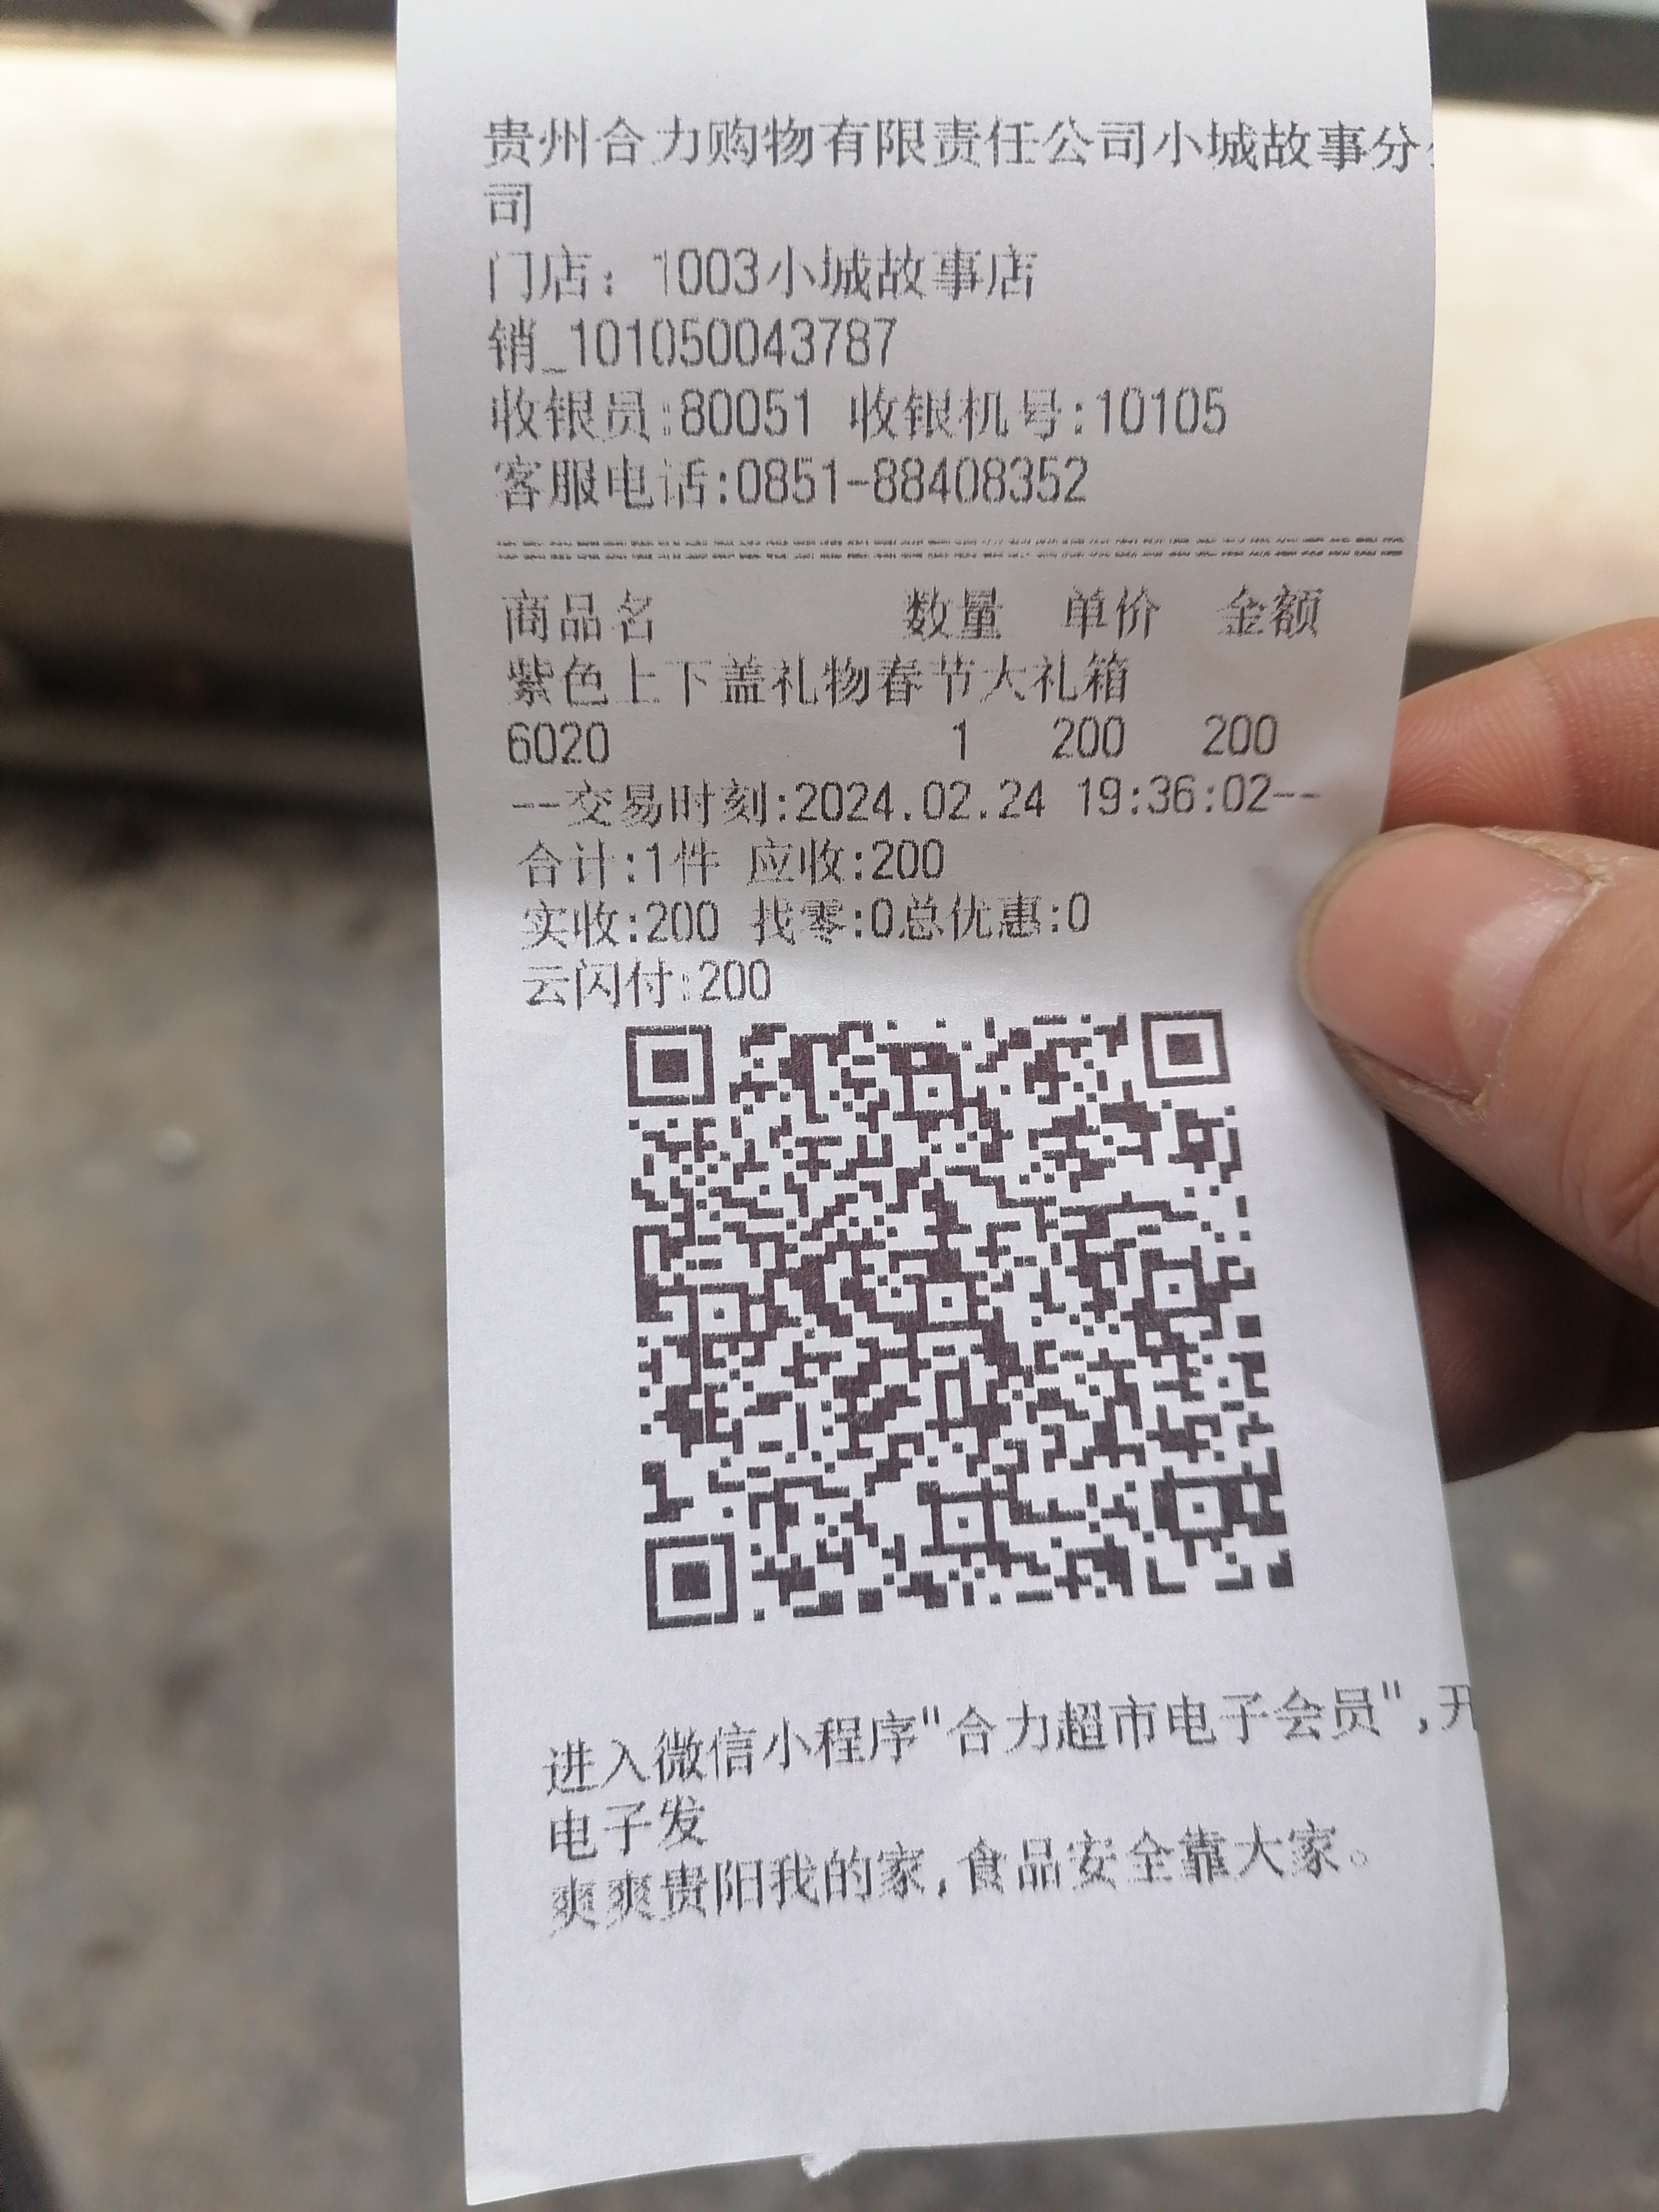 贵州合力购物有限责任公司小城故事分公
司
门店：1003小城故事店
销_101050043787
收银员:80051 收银机号:10105
客服电话:0851-88408352
商品名 数量 单价 金额
紫色上下盖礼物春节大礼箱
6020 1 200 200
--交易时刻:2024.02.24 19:36:02--
合计:1件 应收:200
实收:200 找零:0总优惠:0
云闪付:200
进入微信小程序"合力超市电子会员",开
电子发
爽爽贵阳我的家,食品安全靠大家。